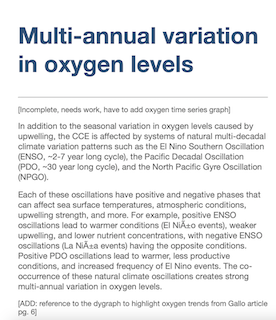 Multi-annual variation
in oxygen levels
[Incomplete, needs work, have to add oxygen time series graph]
In addition to the seasonal variation in oxygen levels caused by
upwelling, the CCE is affected by systems of natural multi-decadal
climate variation patterns such as the El Nino Southern Oscillation
(ENSO, ~2-7 year long cycle), the Pacific Decadal Oscillation
(PDO, ~30 year long cycle), and the North Pacific Gyre Oscillation
(NPGO).
Each of these oscillations have positive and negative phases that
can affect sea surface temperatures, atmospheric conditions,
upwelling strength, and more. For example, positive ENSO
oscillations lead to warmer conditions (El NiÃ±o events), weaker
upwelling, and lower nutrient concentrations, with negative ENSO
oscillations (La NiÃ±a events) having the opposite conditions.
Positive PDO oscillations lead to warmer, less productive
conditions, and increased frequency of El Nino events. The co-
occurrence of these natural climate oscillations creates strong
multi-annual variation in oxygen levels.
[ADD: reference to the dygraph to highlight oxygen trends from Gallo article
pg. 6]